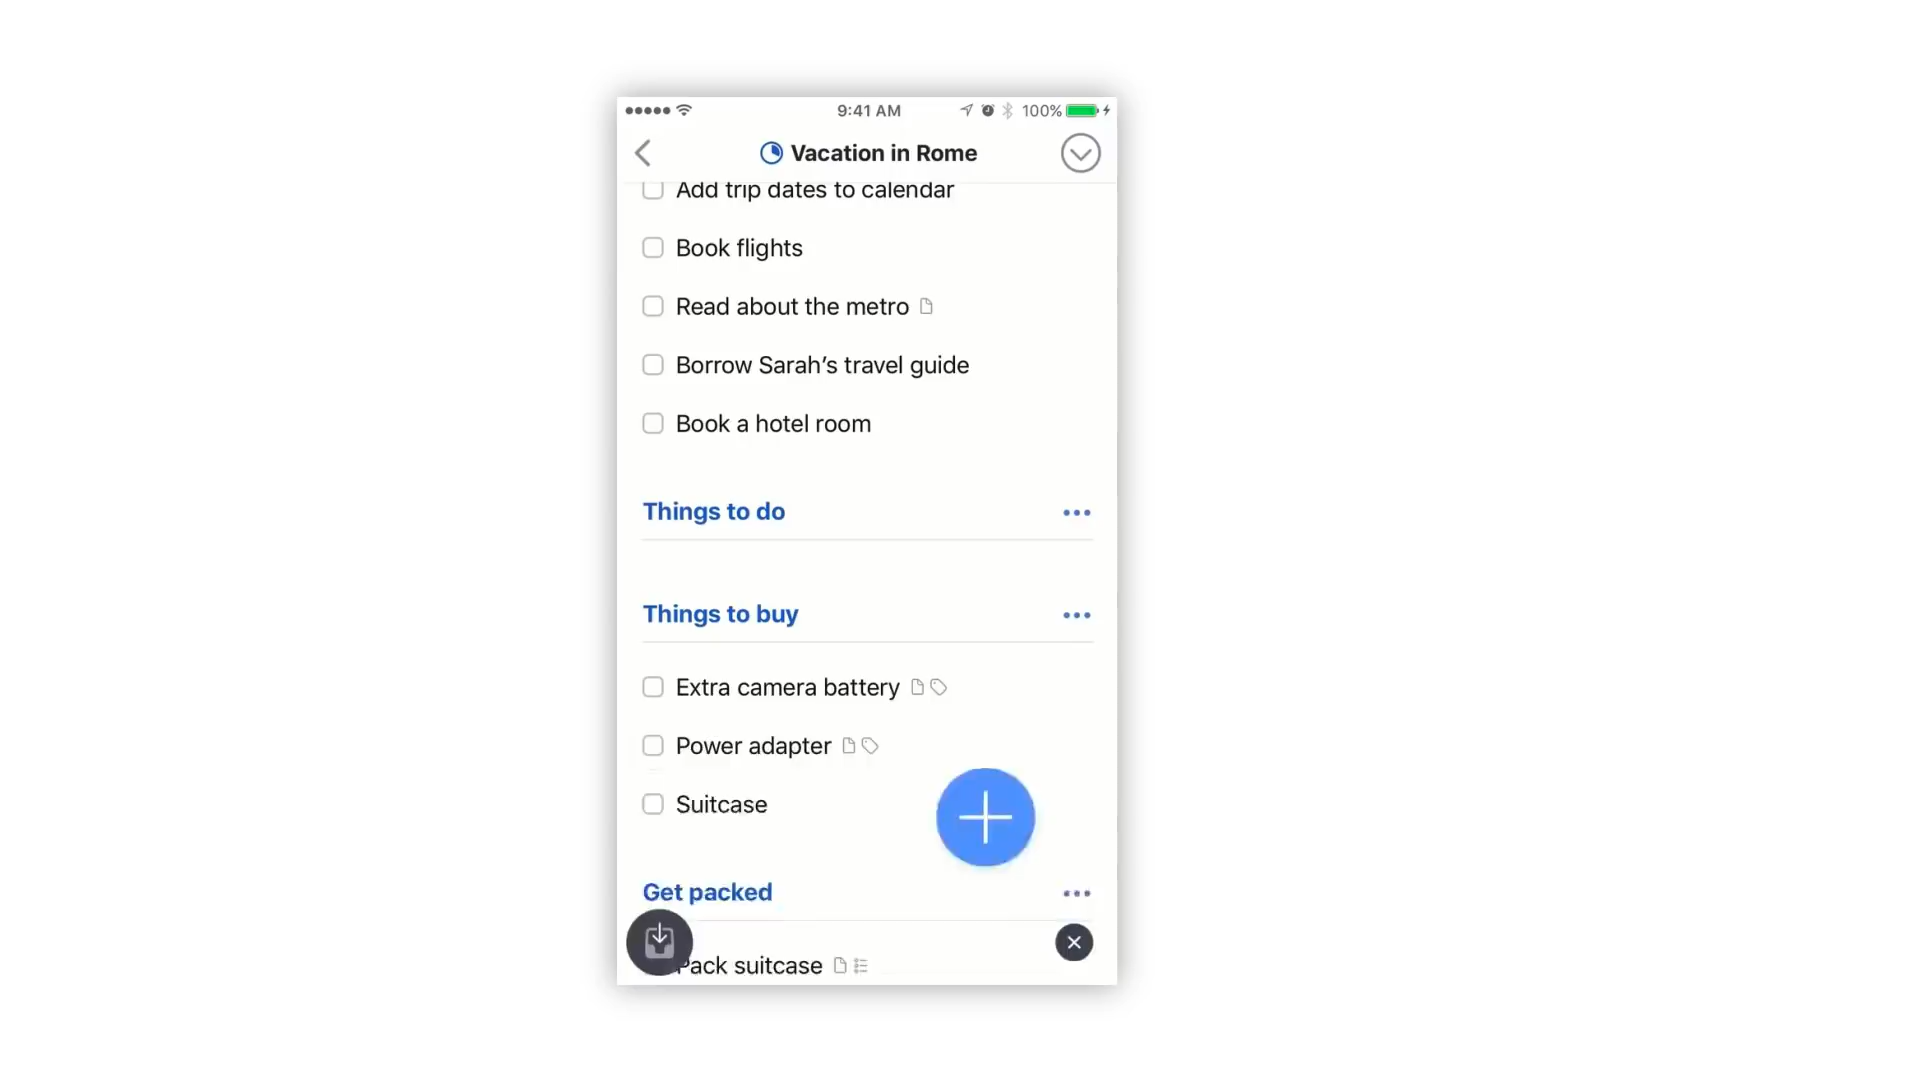 9:41 AM 100%
Vacation in Rome
Add trip dates to calendar
Book flights
Read about the metro
Borrow Sarah’s travel guide
Book a hotel room
Things to do
Things to buy
Extra camera battery
Power adapter
Suitcase
Get packed
Pack suitcase